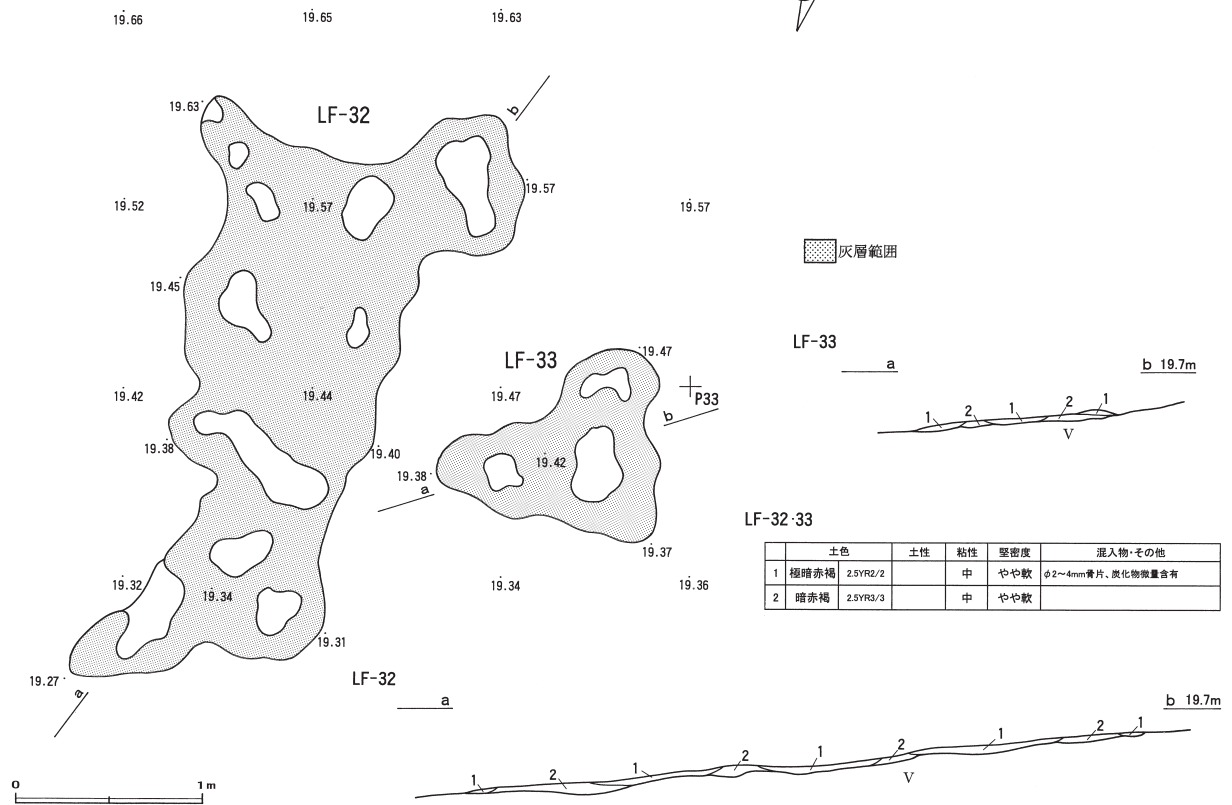 19.66
19.65
19.63
19.63
LF-32
b
19.57
19.52
19.57
19.57
灰層範囲
19.45
LF-33
a
b 19.7m
LF-33
19.47
19.42
19.44
19.47
P33
b
1
2
1
2
1
V
19.38
19.40
19.38
19.42
a
LF-32・33
土色 土性 粘性 堅密度 混入物・その他
1 極暗赤褐 2.5YR2/2 中 やや軟 φ2~4mm骨片、炭化物微量含有
2 暗赤褐 2.5YR3/3 中 やや軟
19.37
19.32
19.34
19.34
19.36
19.31
19.27
a
LF-32
a
b 19.7m
1
2
1
2
1
2
1
2
1
V
0
1m